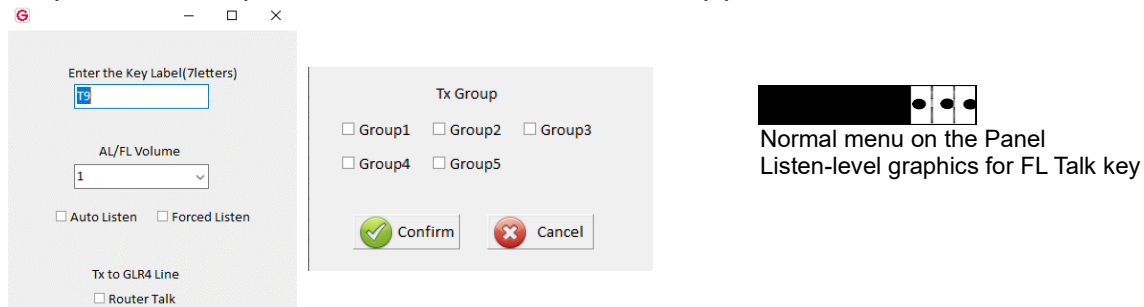 G
Enter the Key Label(7letters)
T9
AL/FL Volume
1
Auto Listen Forced Listen
Tx to GLR4 Line
Router Talk
Tx Group
Group1 Group2 Group3
Group4 Group5
Confirm Cancel
Normal menu on the Panel
Listen-level graphics for FL Talk key